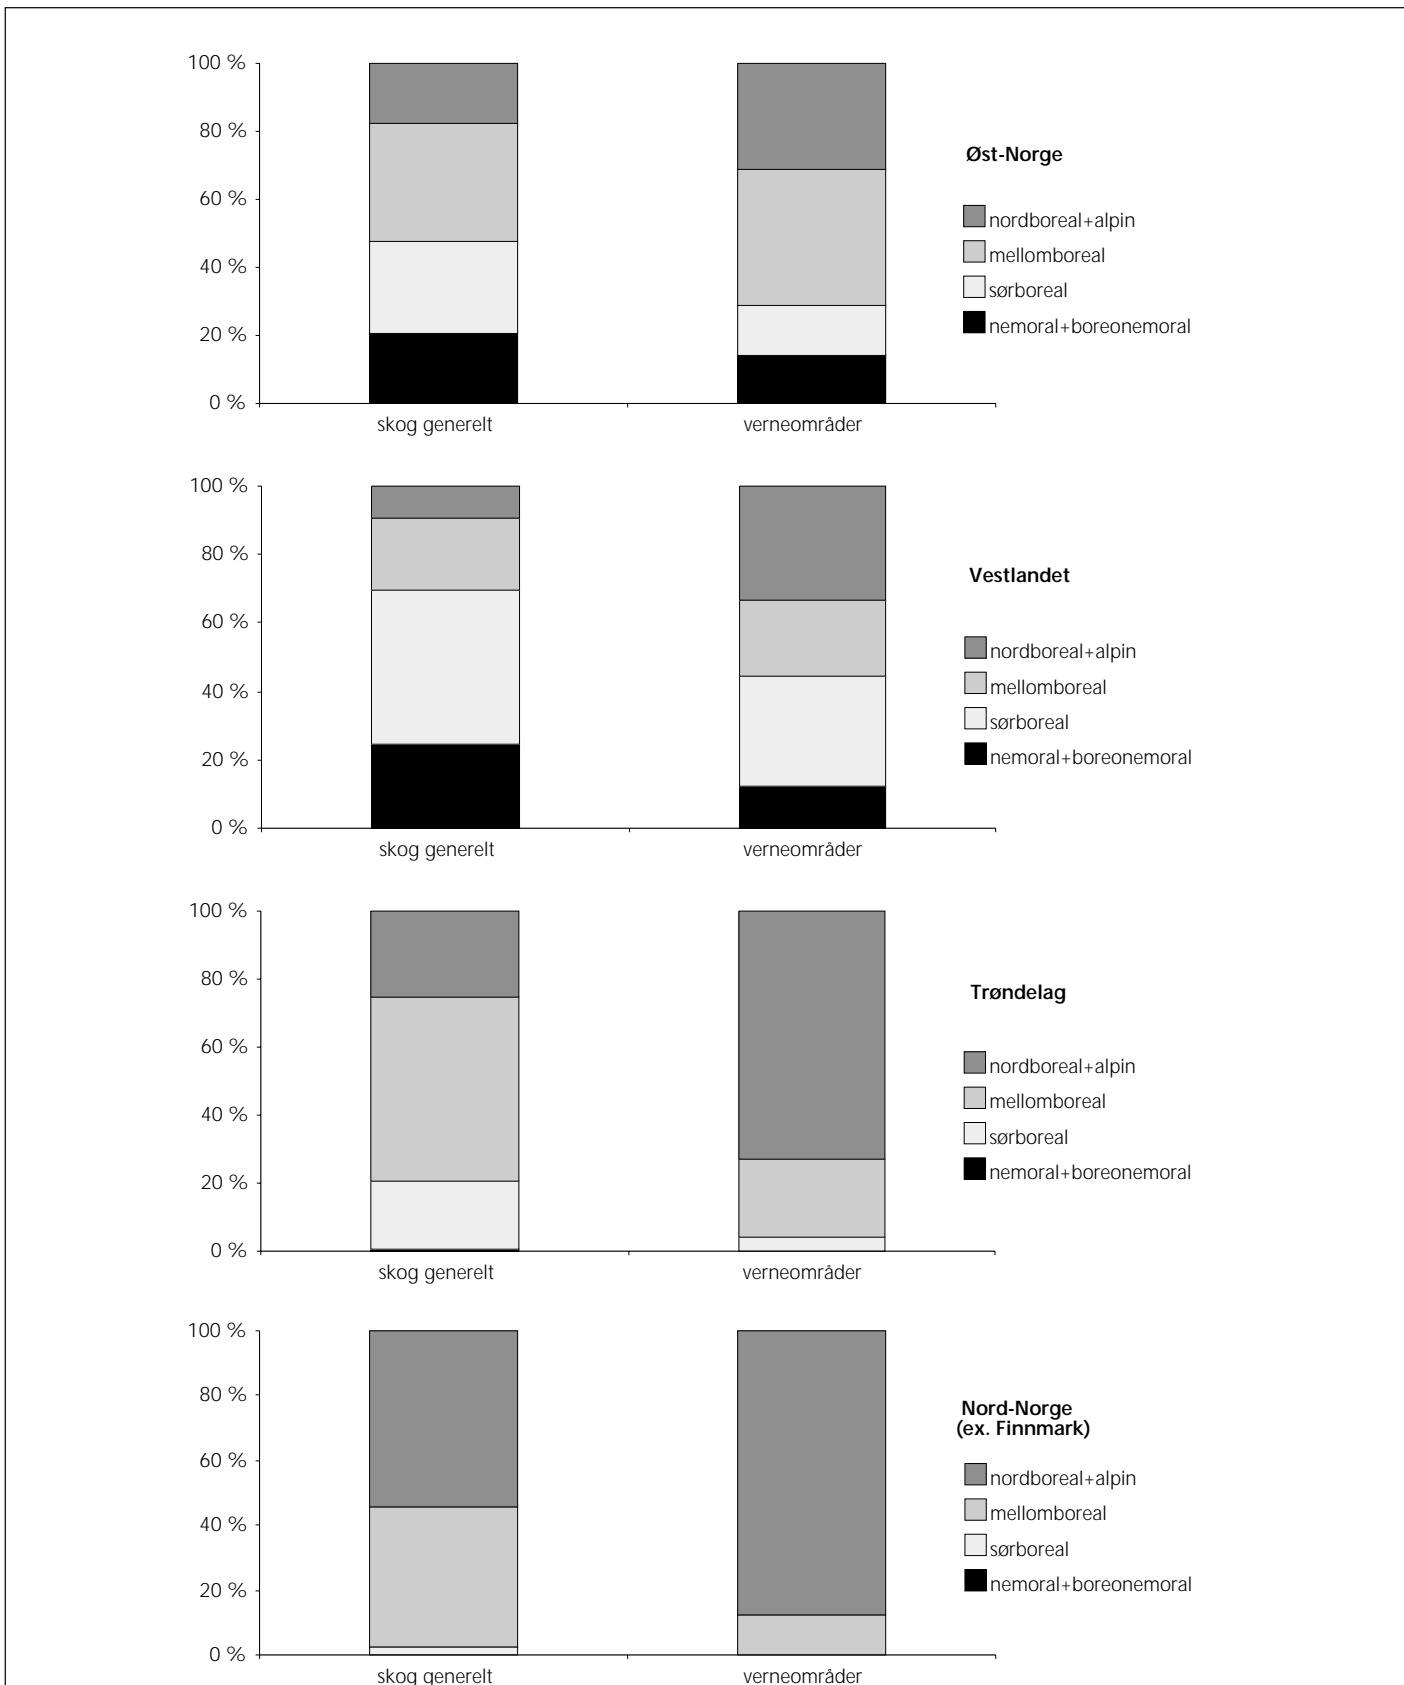 100 %
80 %
60 %
40 %
20 %
0 %
skog generelt
verneområder
Øst-Norge
nordboreal+alpin
mellomboreal
sørboreal
nemoral+boreonemoral
100 %
80 %
60 %
40 %
20 %
0 %
skog generelt
verneområder
Vestlandet
nordboreal+alpin
mellomboreal
sørboreal
nemoral+boreonemoral
100 %
80 %
60 %
40 %
20 %
0 %
skog generelt
verneområder
Trøndelag
nordboreal+alpin
mellomboreal
sørboreal
nemoral+boreonemoral
100 %
80 %
60 %
40 %
20 %
0 %
skog generelt
verneområder
Nord-Norge
(ex. Finnmark)
nordboreal+alpin
mellomboreal
sørboreal
nemoral+boreonemoral